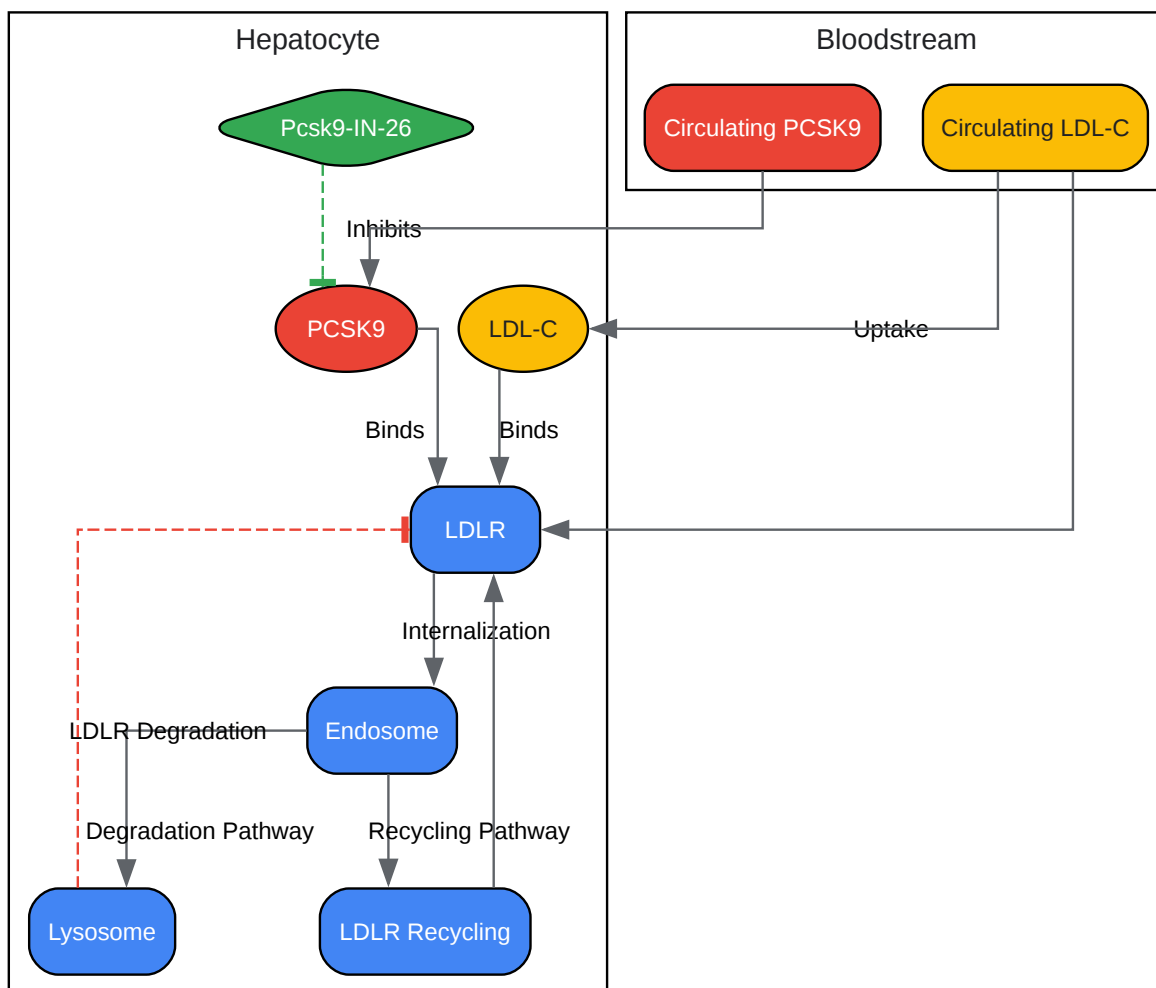 Hepatocyte
Bloodstream
Pcsk9-IN-26
Circulating PCSK9
Circulating LDL-C
Inhibits
PCSK9
LDL-C
Uptake
Binds
Binds
LDLR
Internalization
LDLR Degradation
Endosome
Degradation Pathway
Recycling Pathway
Lysosome
LDLR Recycling